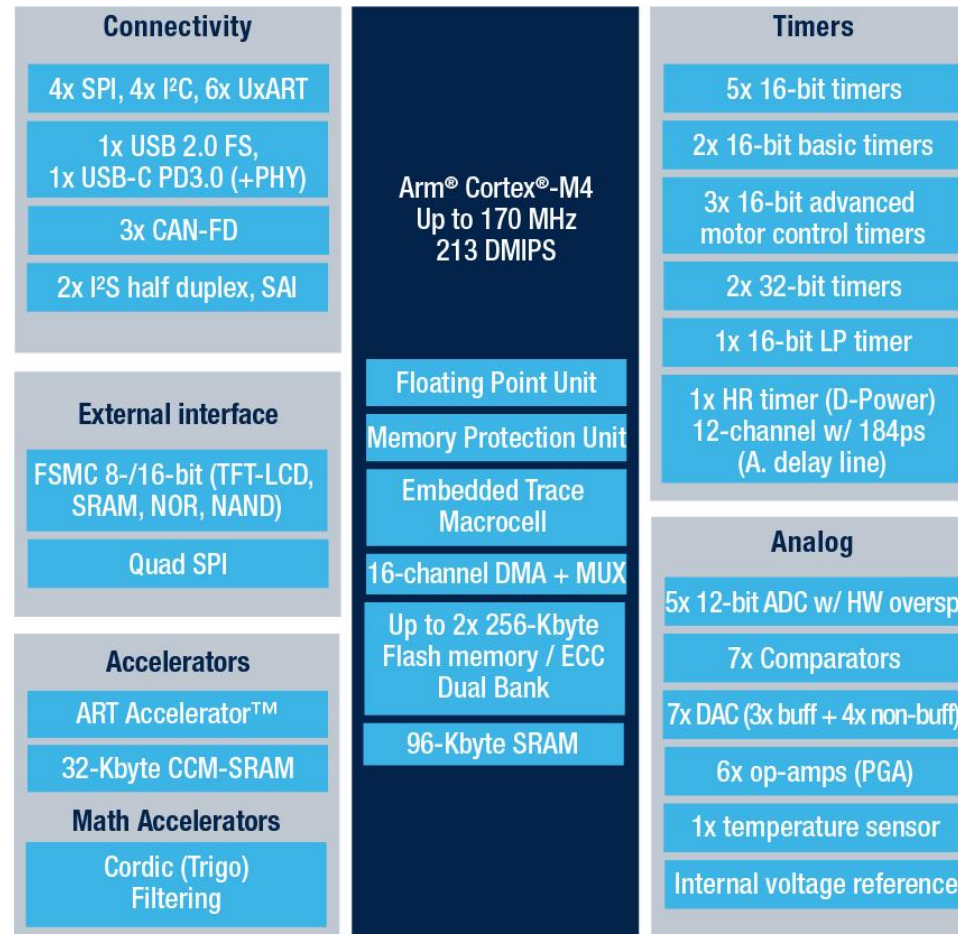 Connectivity
4x SPI, 4x I²C, 6x UxART
1x USB 2.0 FS,
1x USB-C PD3.0 (+PHY)
3x CAN-FD
2x I²S half duplex, SAI
External interface
FSMC 8-/16-bit (TFT-LCD,
SRAM, NOR, NAND)
Quad SPI
Accelerators
ART Accelerator™
32-Kbyte CCM-SRAM
Math Accelerators
Cordic (Trigo)
Filtering
Arm® Cortex®-M4
Up to 170 MHz
213 DMIPS
Floating Point Unit
Memory Protection Unit
Embedded Trace
Macrocell
16-channel DMA + MUX
Up to 2x 256-Kbyte
Flash memory / ECC
Dual Bank
96-Kbyte SRAM
Timers
5x 16-bit timers
2x 16-bit basic timers
3x 16-bit advanced
motor control timers
2x 32-bit timers
1x 16-bit LP timer
1x HR timer (D-Power)
12-channel w/ 184ps
(A. delay line)
Analog
5x 12-bit ADC w/ HW overspl
7x Comparators
7x DAC (3x buff + 4x non-buff)
6x op-amps (PGA)
1x temperature sensor
Internal voltage reference